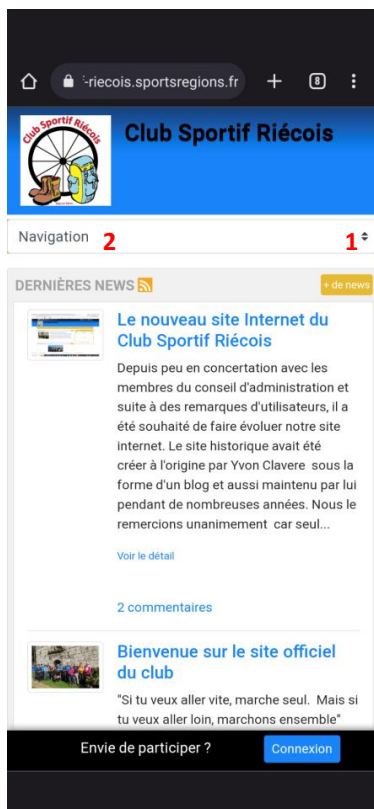 -riecois.sportsregions.fr
8
Club Sportif Riécois
Club Sportif Riécois
Navigation
2
1
DERNIÈRES NEWS
+ de news
Le nouveau site Internet du
Club Sportif Riécois
Depuis peu en concertation avec les
membres du conseil d'administration et
suite à des remarques d'utilisateurs, il a
été souhaité de faire évoluer notre site
internet. Le site historique avait été
créer à l'origine par Yvon Clavere sous la
forme d'un blog et aussi maintenu par lui
pendant de nombreuses années. Nous le
remercions unanimement car seul...
Voir le détail
2 commentaires
Bienvenue sur le site officiel
du club
"Si tu veux aller vite, marche seul. Mais si
tu veux aller loin, marchons ensemble"
Envie de participer ?
Connexion